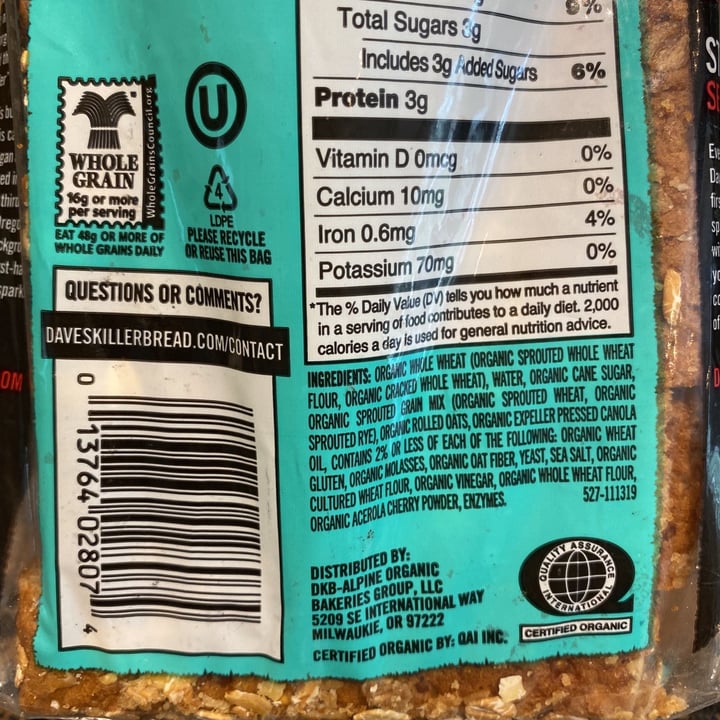 9%
Total Sugars 3g
Includes 3g Added Sugars 6%
Protein 3g
Vitamin D 0mcg 0%
Calcium 10mg 0%
Iron 0.6mg 4%
Potassium 70mg 0%
*The % Daily Value (DV) tells you how much a nutrient
in a serving of food contributes to a daily diet. 2,000
calories a day is used for general nutrition advice.
INGREDIENTS: ORGANIC WHOLE WHEAT (ORGANIC SPROUTED WHOLE WHEAT
FLOUR, ORGANIC CRACKED WHOLE WHEAT), WATER, ORGANIC CANE SUGAR,
ORGANIC SPROUTED GRAIN MIX (ORGANIC SPROUTED WHEAT, ORGANIC
SPROUTED RYE), ORGANIC ROLLED OATS, ORGANIC EXPELLER PRESSED CANOLA
OIL, CONTAINS 2% OR LESS OF EACH OF THE FOLLOWING: ORGANIC WHEAT
GLUTEN, ORGANIC MOLASSES, ORGANIC OAT FIBER, YEAST, SEA SALT, ORGANIC
CULTURED WHEAT FLOUR, ORGANIC VINEGAR, ORGANIC WHOLE WHEAT FLOUR,
ORGANIC ACEROLA CHERRY POWDER, ENZYMES. 527-111319
WHOLE
GRAIN
16g or more
per serving
WholeGrainsCouncil.org
EAT 48g OR MORE OF
WHOLE GRAINS DAILY
U
4
LDPE
PLEASE RECYCLE
OR REUSE THIS BAG
QUESTIONS OR COMMENTS?
DAVESKILLERBREAD.COM/CONTACT
0 13764 02807 4
DISTRIBUTED BY:
DKB-ALPINE ORGANIC
BAKERIES GROUP, LLC
5209 SE INTERNATIONAL WAY
MILWAUKIE, OR 97222
CERTIFIED ORGANIC BY: QAI INC.
QUALITY ASSURANCE
INTERNATIONAL
CERTIFIED ORGANIC